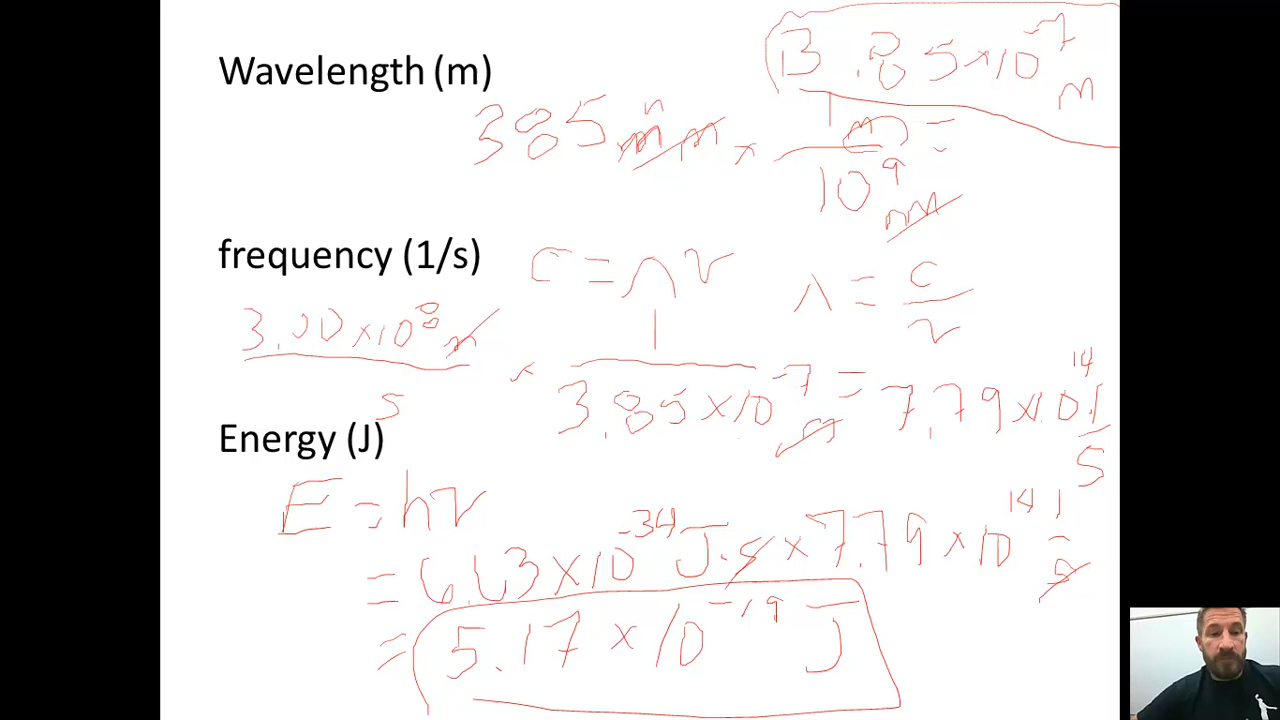 Wavelength (m)
3.85 × 10⁻⁷ m
385 nm × 1 m / 10⁹ nm =
frequency (1/s)
c = λν
λ = c / ν
3.00 × 10⁸ m / s × 1 / 3.85 × 10⁻⁷ m = 7.79 × 10¹⁴ 1 / s
Energy (J)
E = hν
= 6.63 × 10⁻³⁴ J·s × 7.79 × 10¹⁴ 1 / s
= 5.17 × 10⁻¹⁹ J